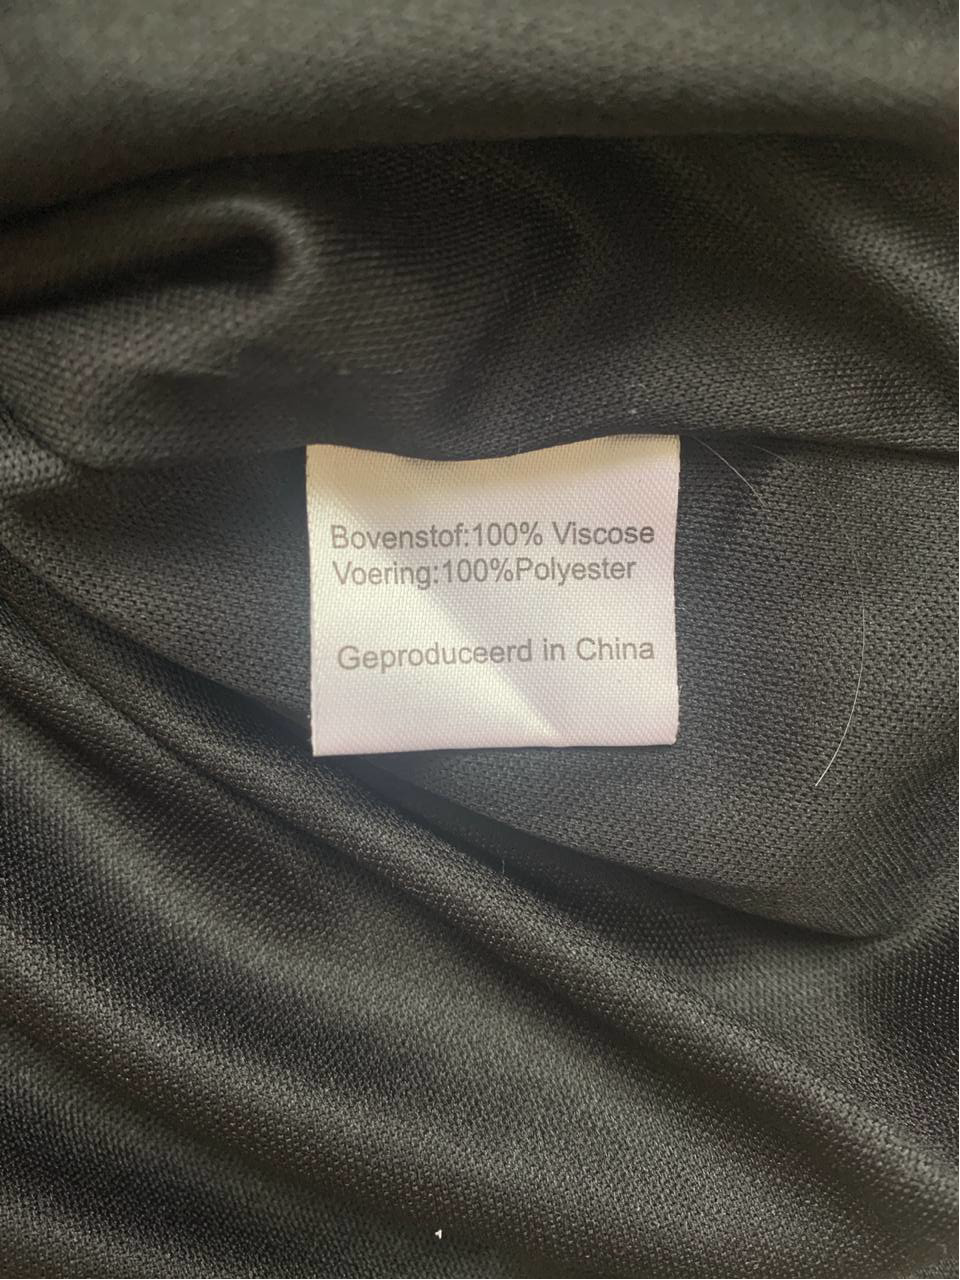 Bovenstof:100% Viscose
Voering:100%Polyester
Geproduceerd in China